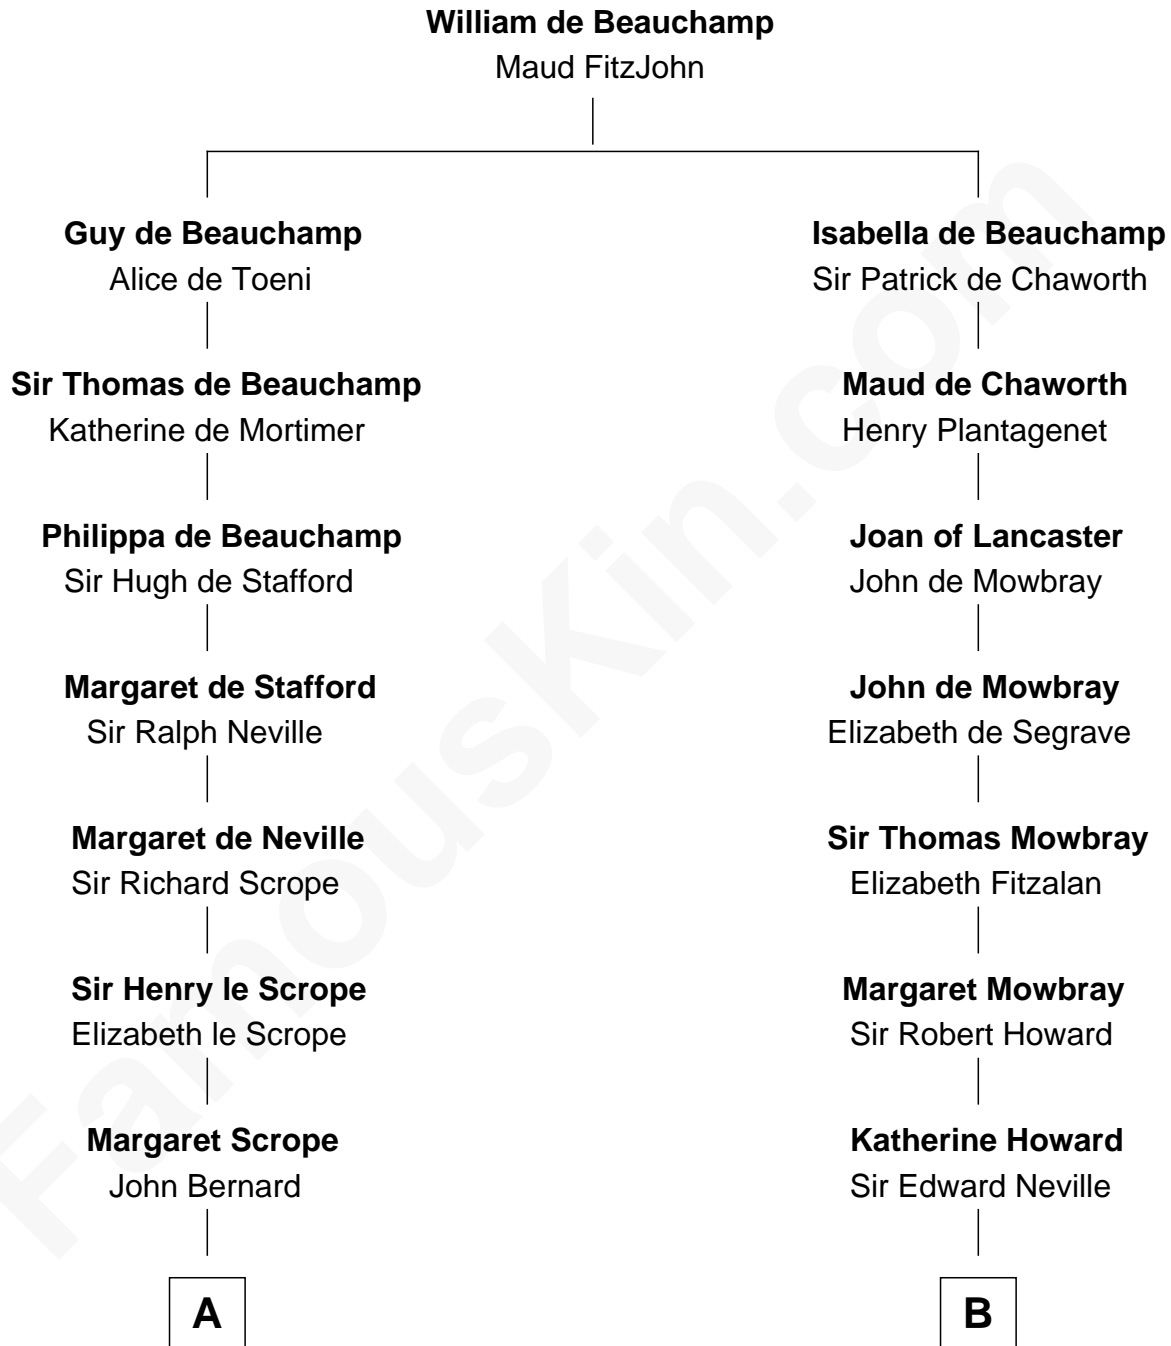 William de Beauchamp
Maud FitzJohn
Guy de Beauchamp
Alice de Toeni
Isabella de Beauchamp
Sir Patrick de Chaworth
Sir Thomas de Beauchamp
Katherine de Mortimer
Maud de Chaworth
Henry Plantagenet
Philippa de Beauchamp
Sir Hugh de Stafford
Joan of Lancaster
John de Mowbray
Margaret de Stafford
Sir Ralph Neville
John de Mowbray
Elizabeth de Segrave
Margaret de Neville
Sir Richard Scrope
Sir Thomas Mowbray
Elizabeth Fitzalan
Sir Henry le Scrope
Elizabeth le Scrope
Margaret Mowbray
Sir Robert Howard
Margaret Scrope
John Bernard
Katherine Howard
Sir Edward Neville
A
B
FamousKin.com